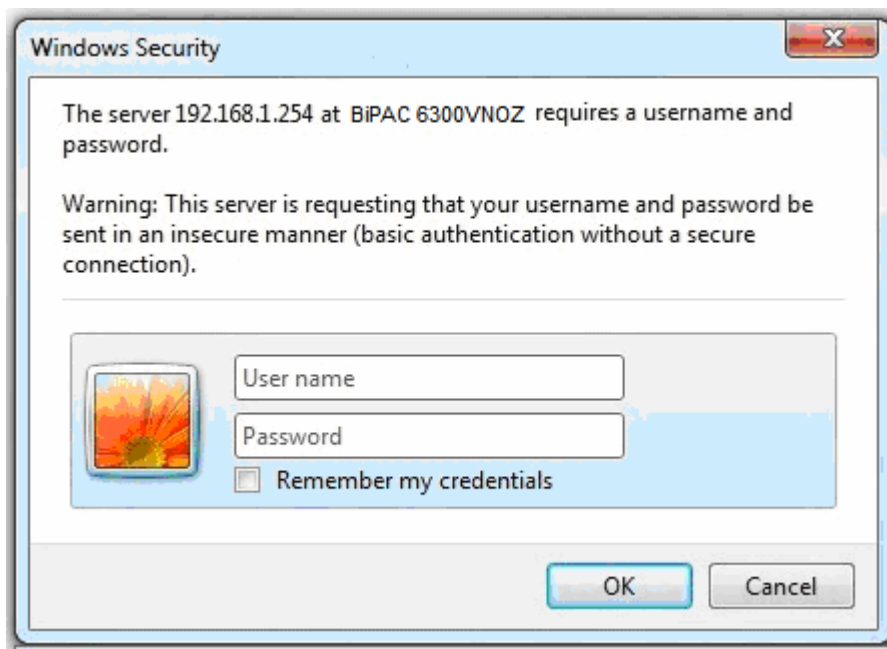 Windows Security
The server 192.168.1.254 at BiPAC 6300VNOZ requires a username and
password.
Warning: This server is requesting that your username and password be
sent in an insecure manner (basic authentication without a secure
connection).
User name
Password
Remember my credentials
OK Cancel